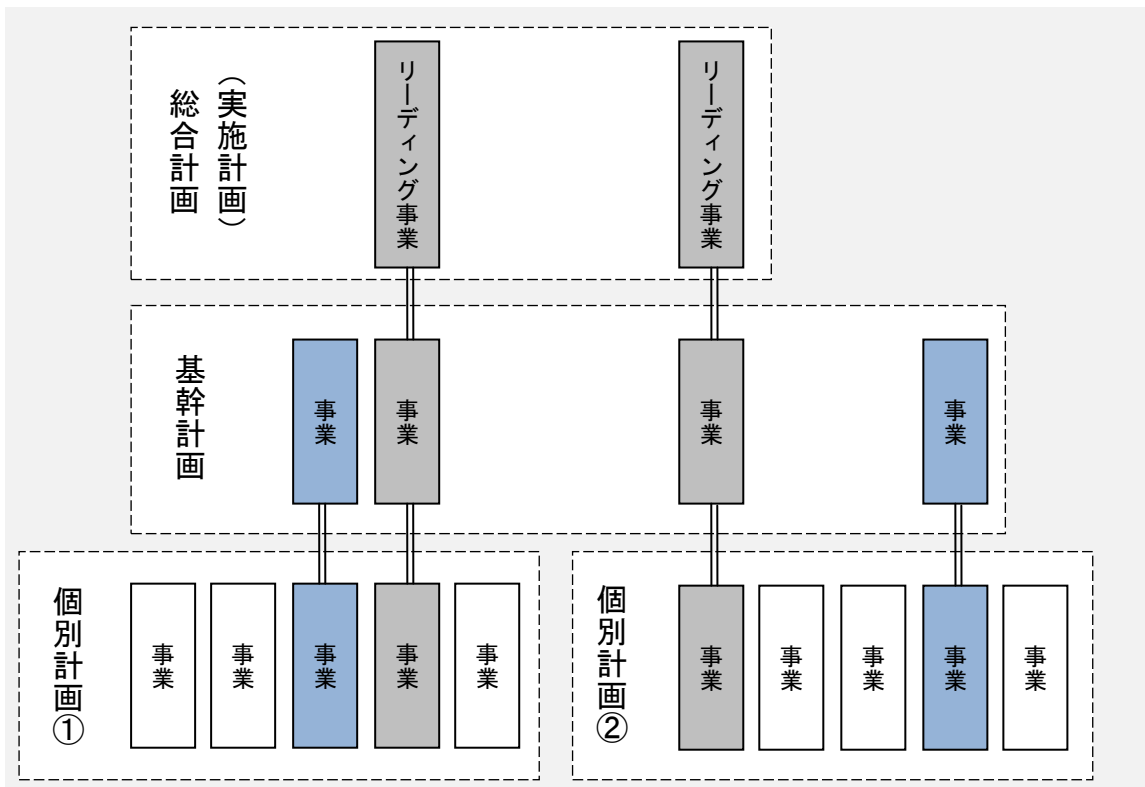 総合計画
（実施計画）
リーディング事業
リーディング事業
基幹計画
事業
事業
事業
事業
個別計画①
事業
事業
事業
事業
事業
個別計画②
事業
事業
事業
事業
事業